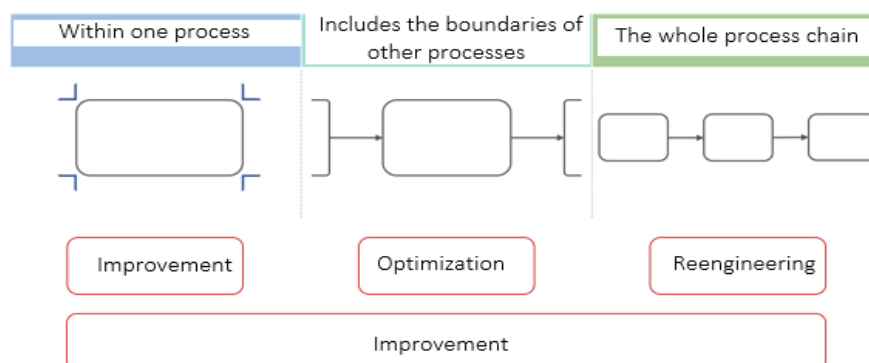 Within one process
Includes the boundaries of
other processes
The whole process chain
Improvement
Optimization
Reengineering
Improvement